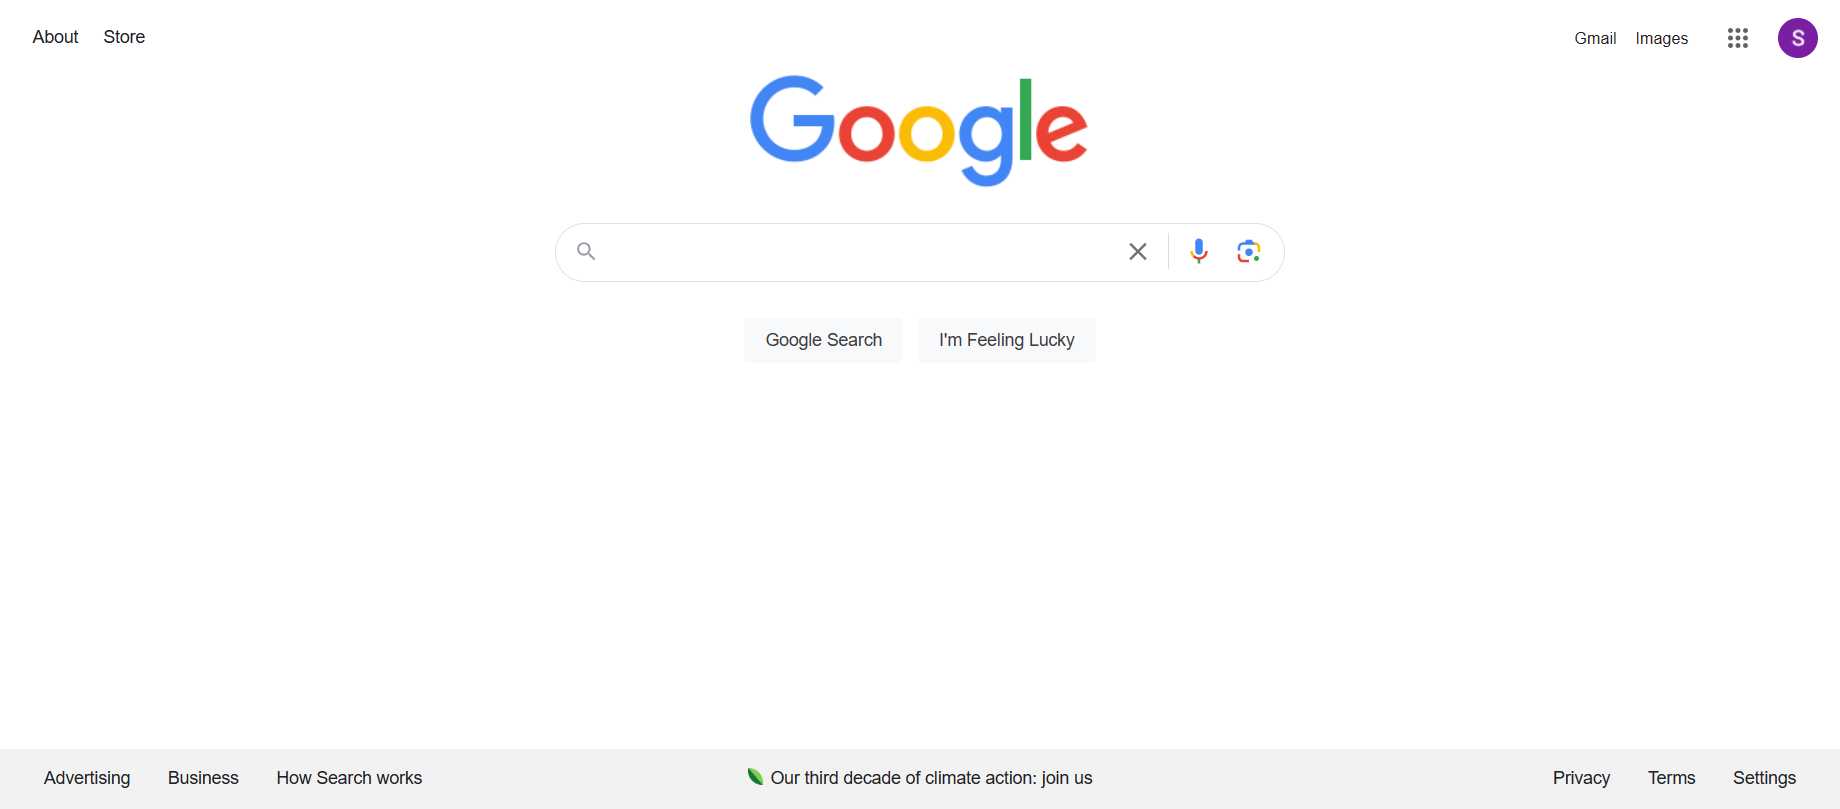 About Store
Gmail Images
S
Google
Google Search
I'm Feeling Lucky
Advertising Business How Search works
Our third decade of climate action: join us
Privacy Terms Settings